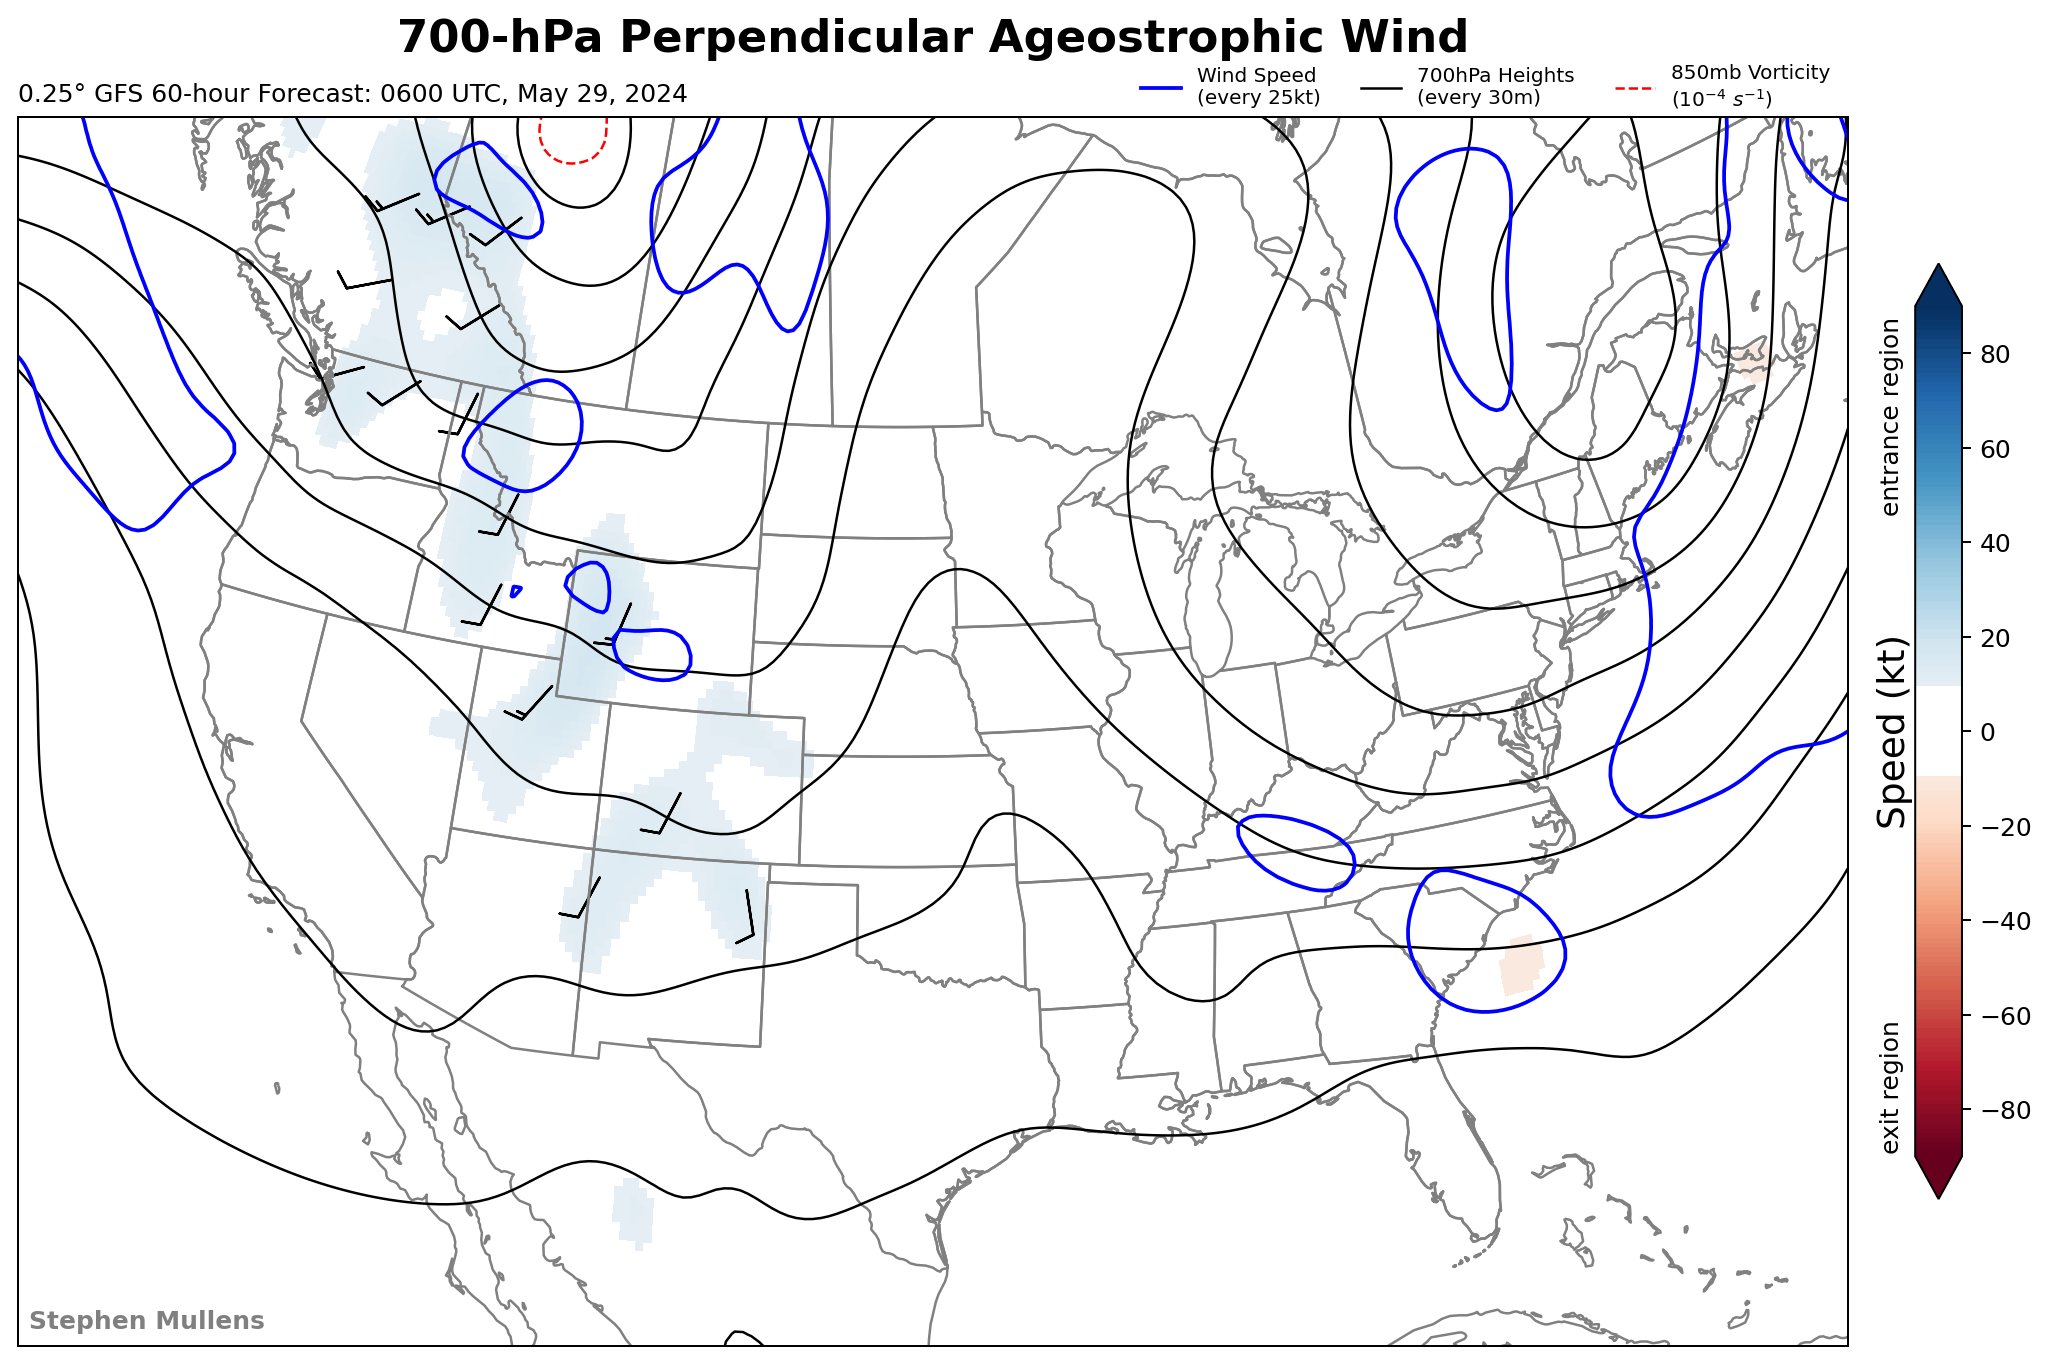 700-hPa Perpendicular Ageostrophic Wind
0.25° GFS 60-hour Forecast: 0600 UTC, May 29, 2024
Wind Speed
(every 25kt)
700hPa Heights
(every 30m)
850mb Vorticity
(10⁻⁴ s⁻¹)
entrance region
Speed (kt)
exit region
80
60
40
20
0
−20
−40
−60
−80
Stephen Mullens